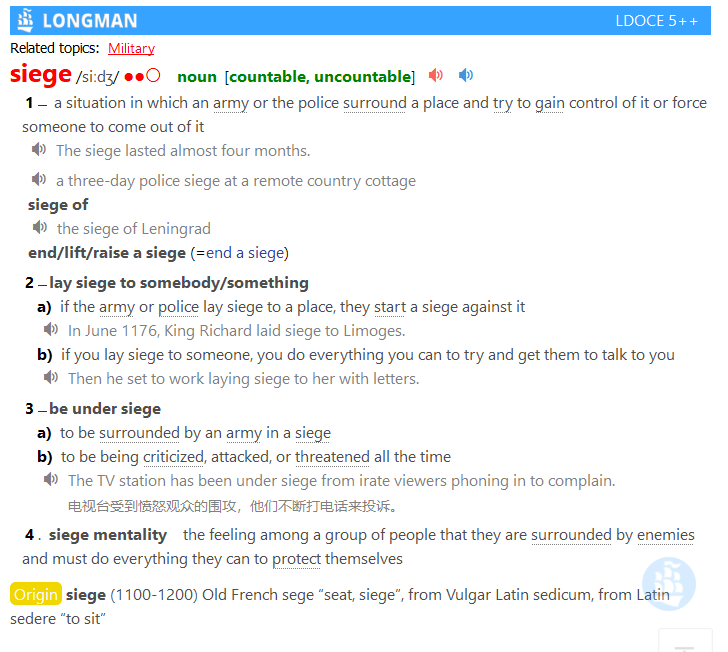 LONGMAN LDOCE 5++
Related topics: Military
siege /siːdʒ/ ●●○ noun [countable, uncountable]
1 – a situation in which an army or the police surround a place and try to gain control of it or force
someone to come out of it
The siege lasted almost four months.
a three-day police siege at a remote country cottage
siege of
the siege of Leningrad
end/lift/raise a siege (=end a siege)
2 – lay siege to somebody/something
a) if the army or police lay siege to a place, they start a siege against it
In June 1176, King Richard laid siege to Limoges.
b) if you lay siege to someone, you do everything you can to try and get them to talk to you
Then he set to work laying siege to her with letters.
3 – be under siege
a) to be surrounded by an army in a siege
b) to be being criticized, attacked, or threatened all the time
The TV station has been under siege from irate viewers phoning in to complain.
电视台受到愤怒观众的围攻，他们不断打电话来投诉。
4 . siege mentality the feeling among a group of people that they are surrounded by enemies
and must do everything they can to protect themselves
Origin siege (1100-1200) Old French sege “seat, siege”, from Vulgar Latin sedicum, from Latin
sedere “to sit”